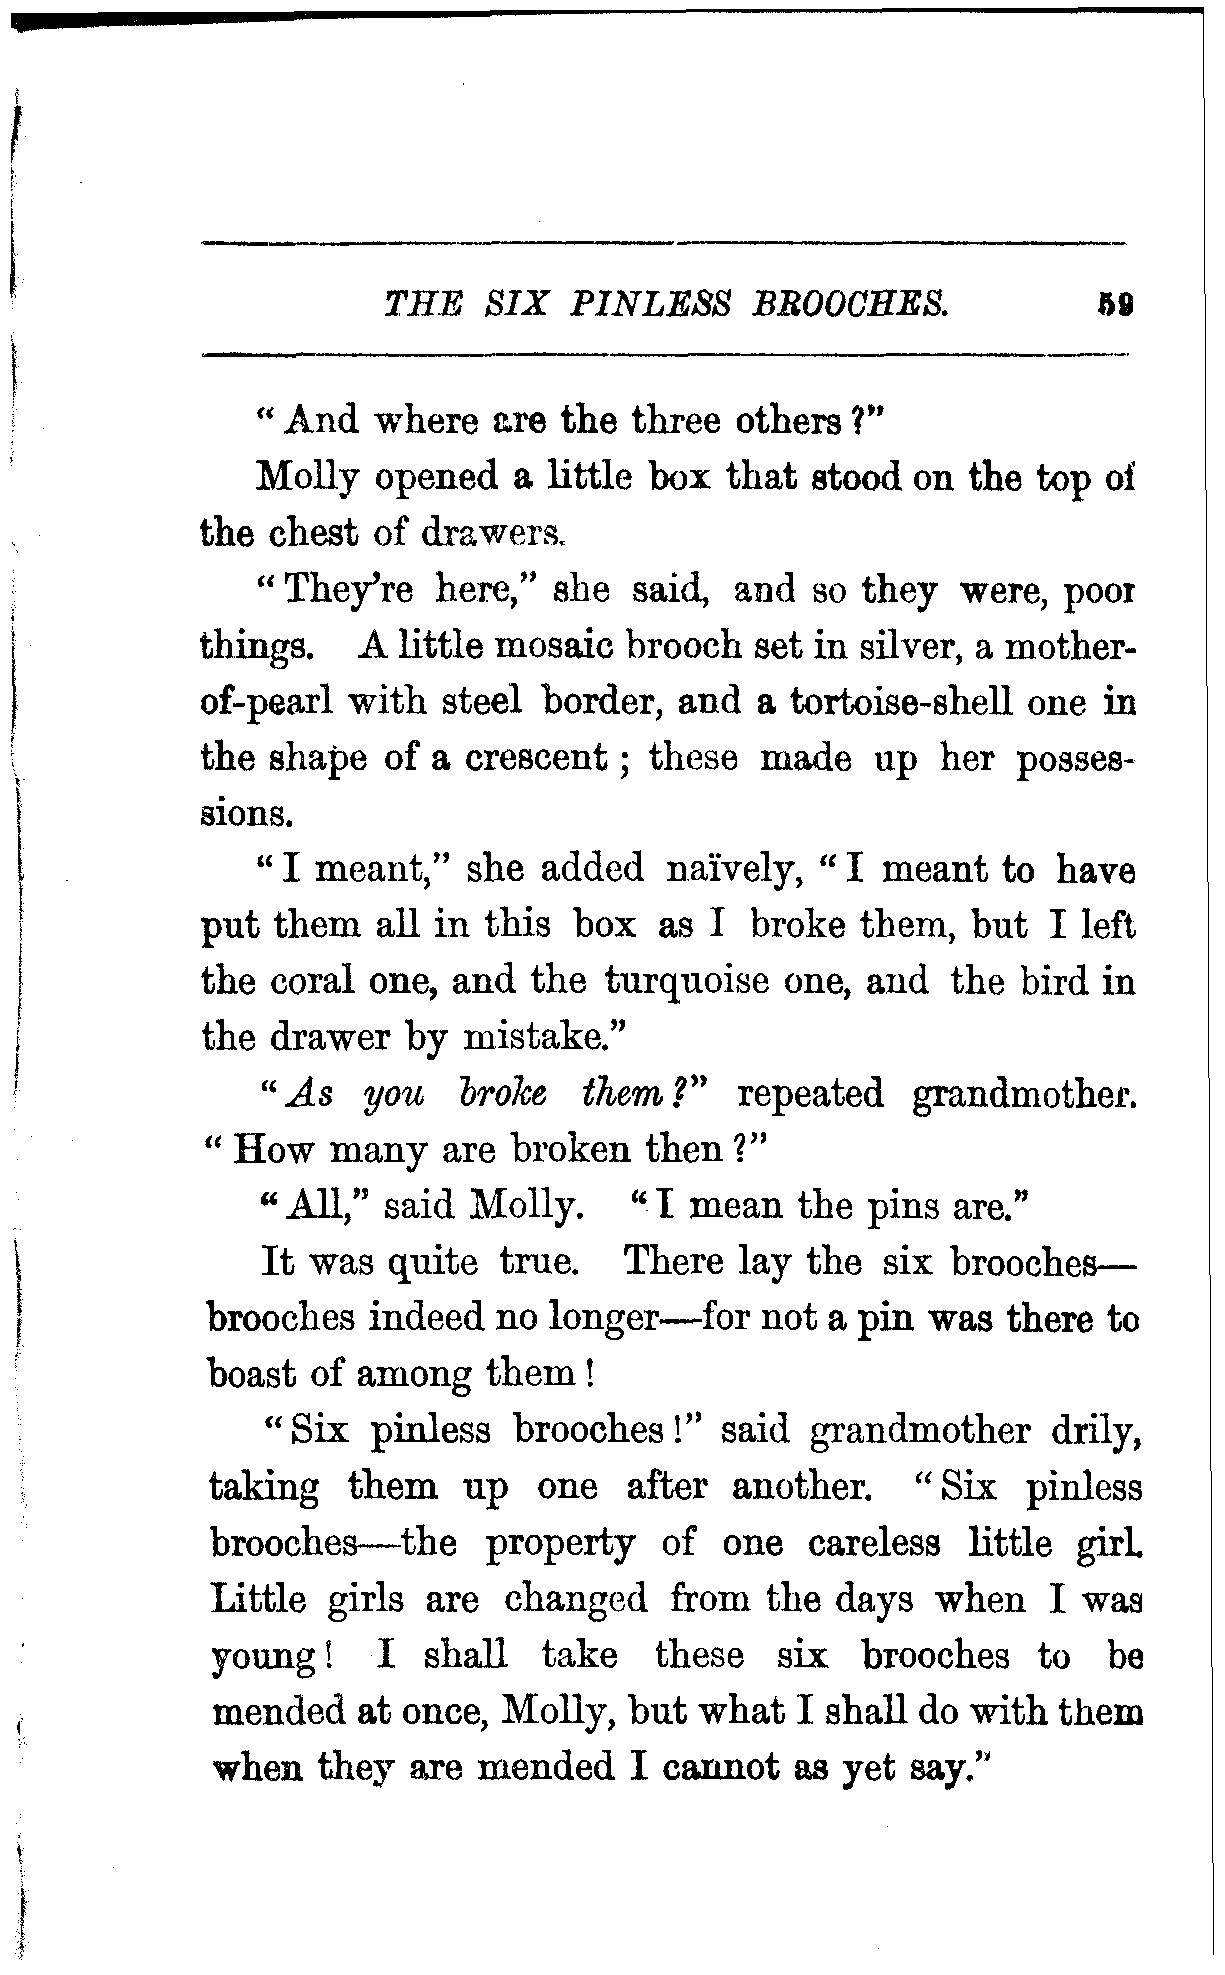 THE SIX PINLESS BROOCHES. 59
“And where are the three others?”
Molly opened a little box that stood on the top of
the chest of drawers.
“They’re here,” she said, and so they were, poor
things. A little mosaic brooch set in silver, a mother-
of-pearl with steel border, and a tortoise-shell one in
the shape of a crescent; these made up her posses-
sions.
“I meant,” she added naïvely, “I meant to have
put them all in this box as I broke them, but I left
the coral one, and the turquoise one, and the bird in
the drawer by mistake.”
“As you broke them?” repeated grandmother.
“How many are broken then?”
“All,” said Molly. “I mean the pins are.”
It was quite true. There lay the six brooches—
brooches indeed no longer—for not a pin was there to
boast of among them!
“Six pinless brooches!” said grandmother drily,
taking them up one after another. “Six pinless
brooches—the property of one careless little girl.
Little girls are changed from the days when I was
young! I shall take these six brooches to be
mended at once, Molly, but what I shall do with them
when they are mended I cannot as yet say.”